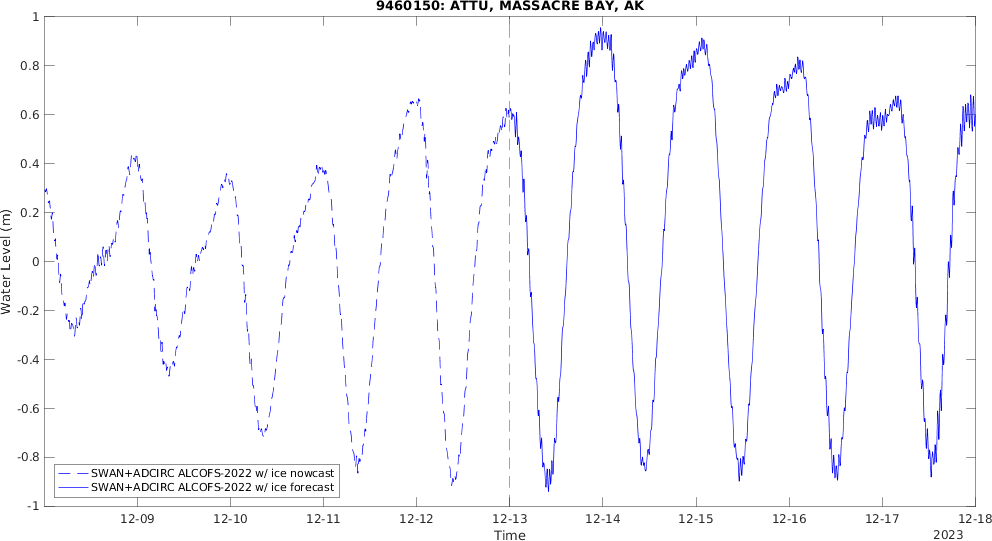 9460150: ATTU, MASSACRE BAY, AK
1
0.8
0.6
0.4
0.2
0
-0.2
-0.4
-0.6
-0.8
-1
Water Level (m)
SWAN+ADCIRC ALCOFS-2022 w/ ice nowcast
SWAN+ADCIRC ALCOFS-2022 w/ ice forecast
12-09 12-10 12-11 12-12 12-13 12-14 12-15 12-16 12-17 12-18
Time
2023